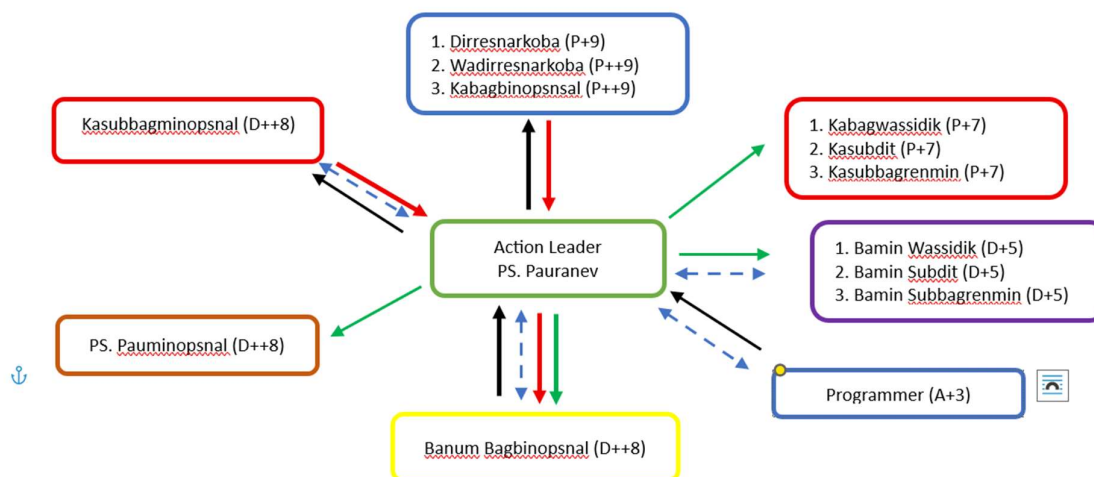 1. Dirresnarkoba (P+9)
2. Wadirresnarkoba (P++9)
3. Kabagbinopsnsal (P++9)
Kasubbagminopsnal (D++8)
1. Kabagwassidik (P+7)
2. Kasubdit (P+7)
3. Kasubbagrenmin (P+7)
Action Leader
PS. Pauranev
1. Bamin Wassidik (D+5)
2. Bamin Subdit (D+5)
3. Bamin Subbagrenmin (D+5)
PS. Pauminopsnal (D++8)
Programmer (A+3)
Banum Bagbinopsnal (D++8)